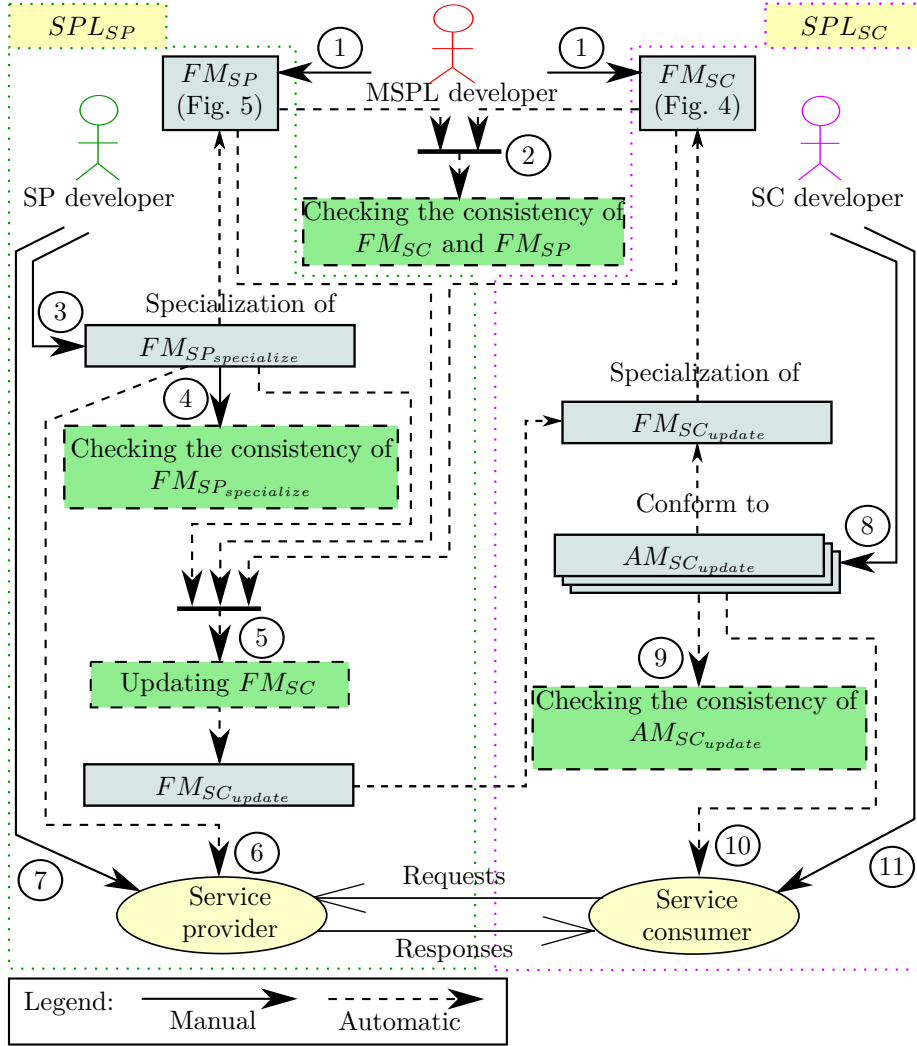 SPL_SP
SPL_SC
1
1
FM_SP
(Fig. 5)
MSPL developer
FM_SC
(Fig. 4)
2
SP developer
SC developer
Checking the consistency of
FM_SC and FM_SP
3
Specialization of
FM_SP_specialize
4
Specialization of
FM_SC_update
Checking the consistency of
FM_SP_specialize
Conform to
8
AM_SC_update
5
9
Updating FM_SC
Checking the consistency of
AM_SC_update
FM_SC_update
6
10
7
11
Service
provider
Requests
Responses
Service
consumer
Legend:
Manual
Automatic